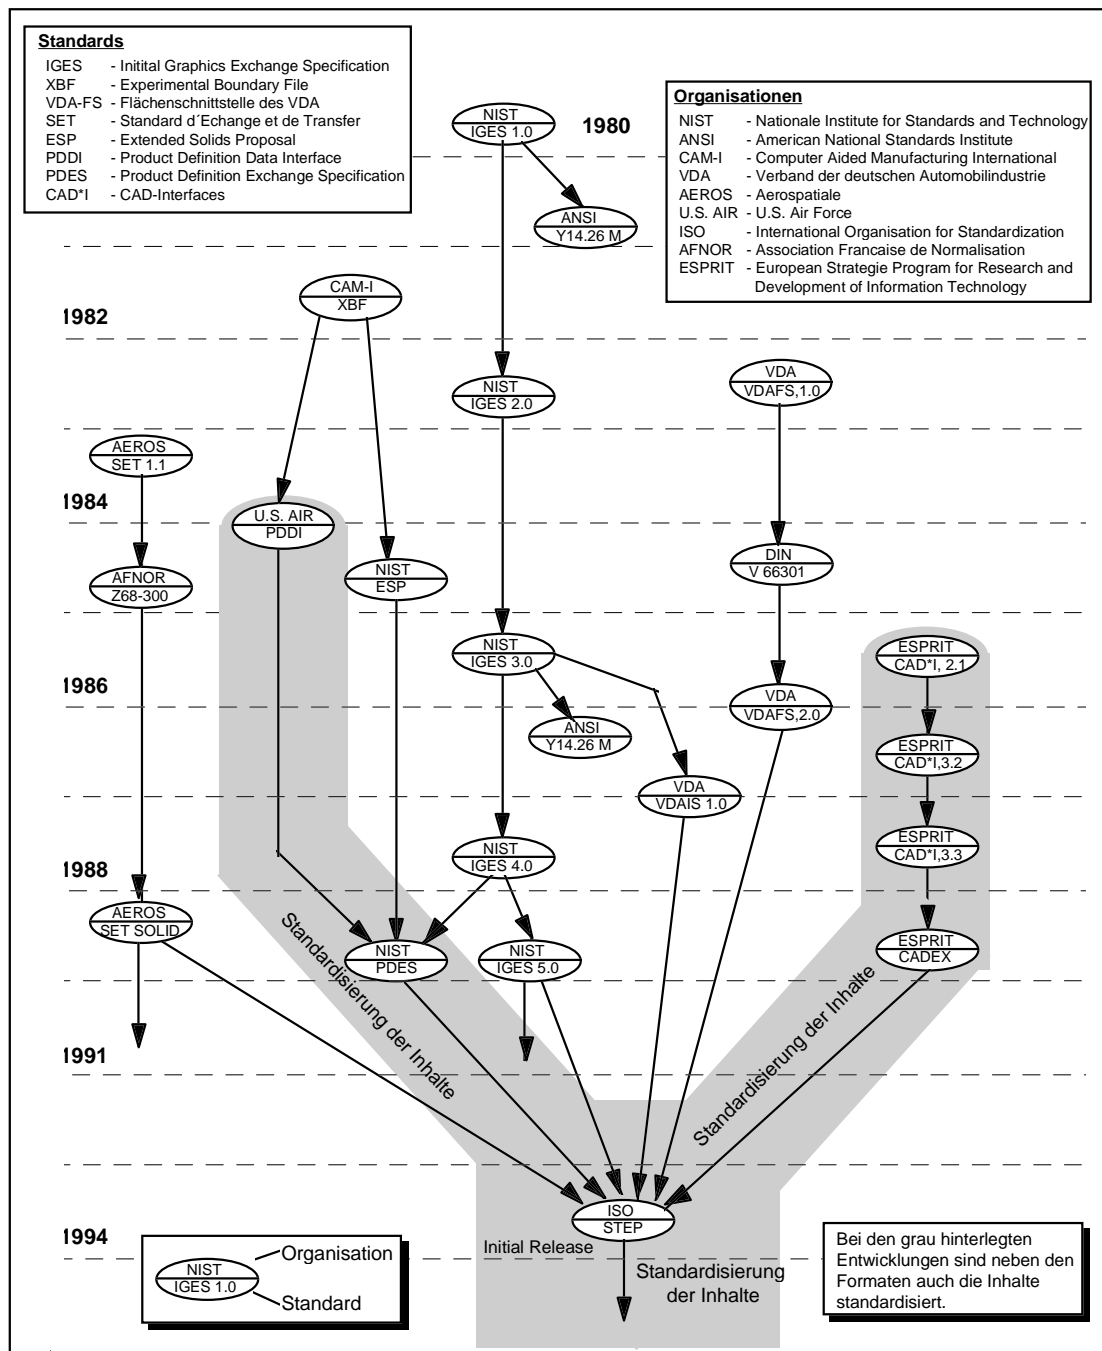 Standards
IGES - Initital Graphics Exchange Specification
XBF - Experimental Boundary File
VDA-FS - Flächenschnittstelle des VDA
SET - Standard d´Echange et de Transfer
ESP - Extended Solids Proposal
PDDI - Product Definition Data Interface
PDES - Product Definition Exchange Specification
CAD*I - CAD-Interfaces
Organisationen
NIST - Nationale Institute for Standards and Technology
ANSI - American National Standards Institute
CAM-I - Computer Aided Manufacturing International
VDA - Verband der deutschen Automobilindustrie
AEROS - Aerospatiale
U.S. AIR - U.S. Air Force
ISO - International Organisation for Standardization
AFNOR - Association Francaise de Normalisation
ESPRIT - European Strategie Program for Research and
Development of Information Technology
NIST
IGES 1.0
1980
ANSI
Y14.26 M
CAM-I
XBF
1982
NIST
IGES 2.0
VDA
VDAFS,1.0
AEROS
SET 1.1
1984
U.S. AIR
PDDI
DIN
V 66301
AFNOR
Z68-300
NIST
ESP
NIST
IGES 3.0
ESPRIT
CAD*I, 2.1
1986
VDA
VDAFS,2.0
ANSI
Y14.26 M
ESPRIT
CAD*I,3.2
VDA
VDAIS 1.0
ESPRIT
CAD*I,3.3
NIST
IGES 4.0
1988
AEROS
SET SOLID
NIST
PDES
NIST
IGES 5.0
ESPRIT
CADEX
Standardisierung der Inhalte
Standardisierung der Inhalte
1991
ISO
STEP
1994
Initial Release
Standardisierung
der Inhalte
NIST
IGES 1.0
Organisation
Standard
Bei den grau hinterlegten
Entwicklungen sind neben den
Formaten auch die Inhalte
standardisiert.